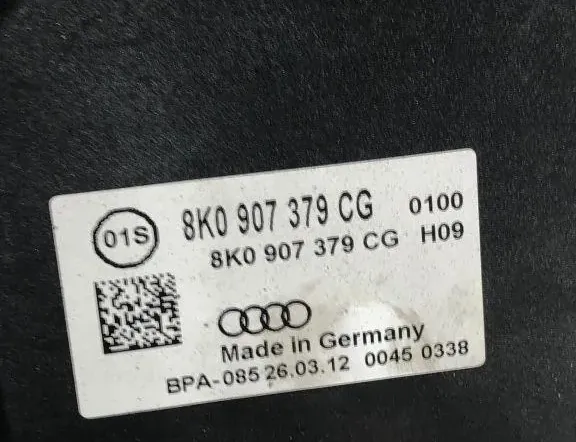 01S
8K0 907 379 CG 0100
8K0 907 379 CG H09
Made in Germany
BPA-085 26.03.12 0045 0338